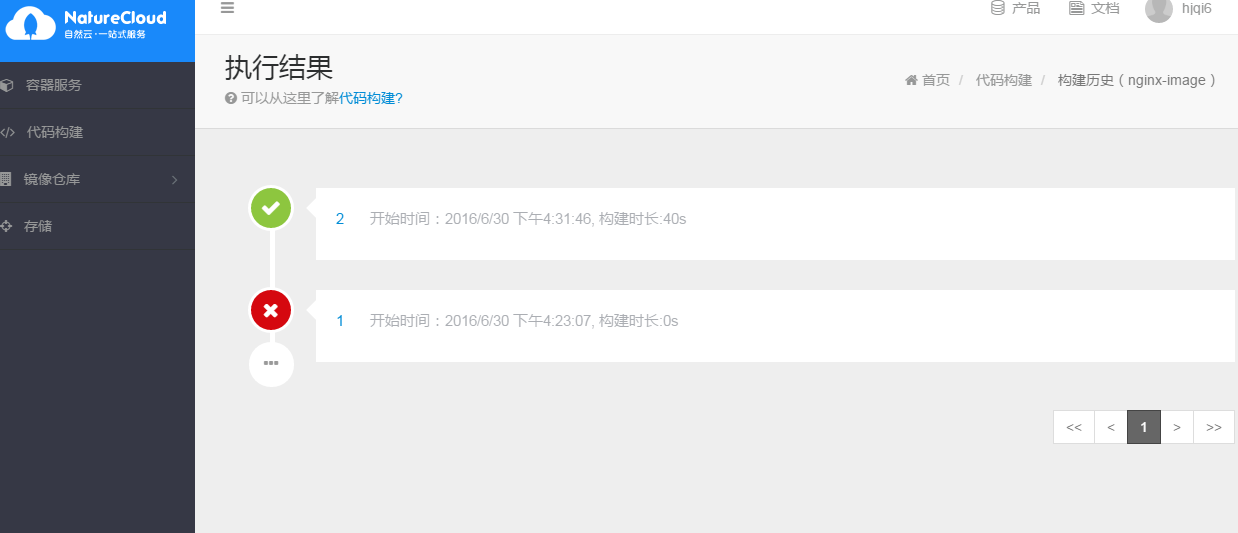 NatureCloud
自然云·一站式服务
产品
文档
hjqi6
容器服务
代码构建
镜像仓库
存储
执行结果
可以从这里了解代码构建?
首页 / 代码构建 / 构建历史 ( nginx-image )
2 开始时间：2016/6/30 下午4:31:46, 构建时长:40s
1 开始时间：2016/6/30 下午4:23:07, 构建时长:0s
<< < 1 > >>